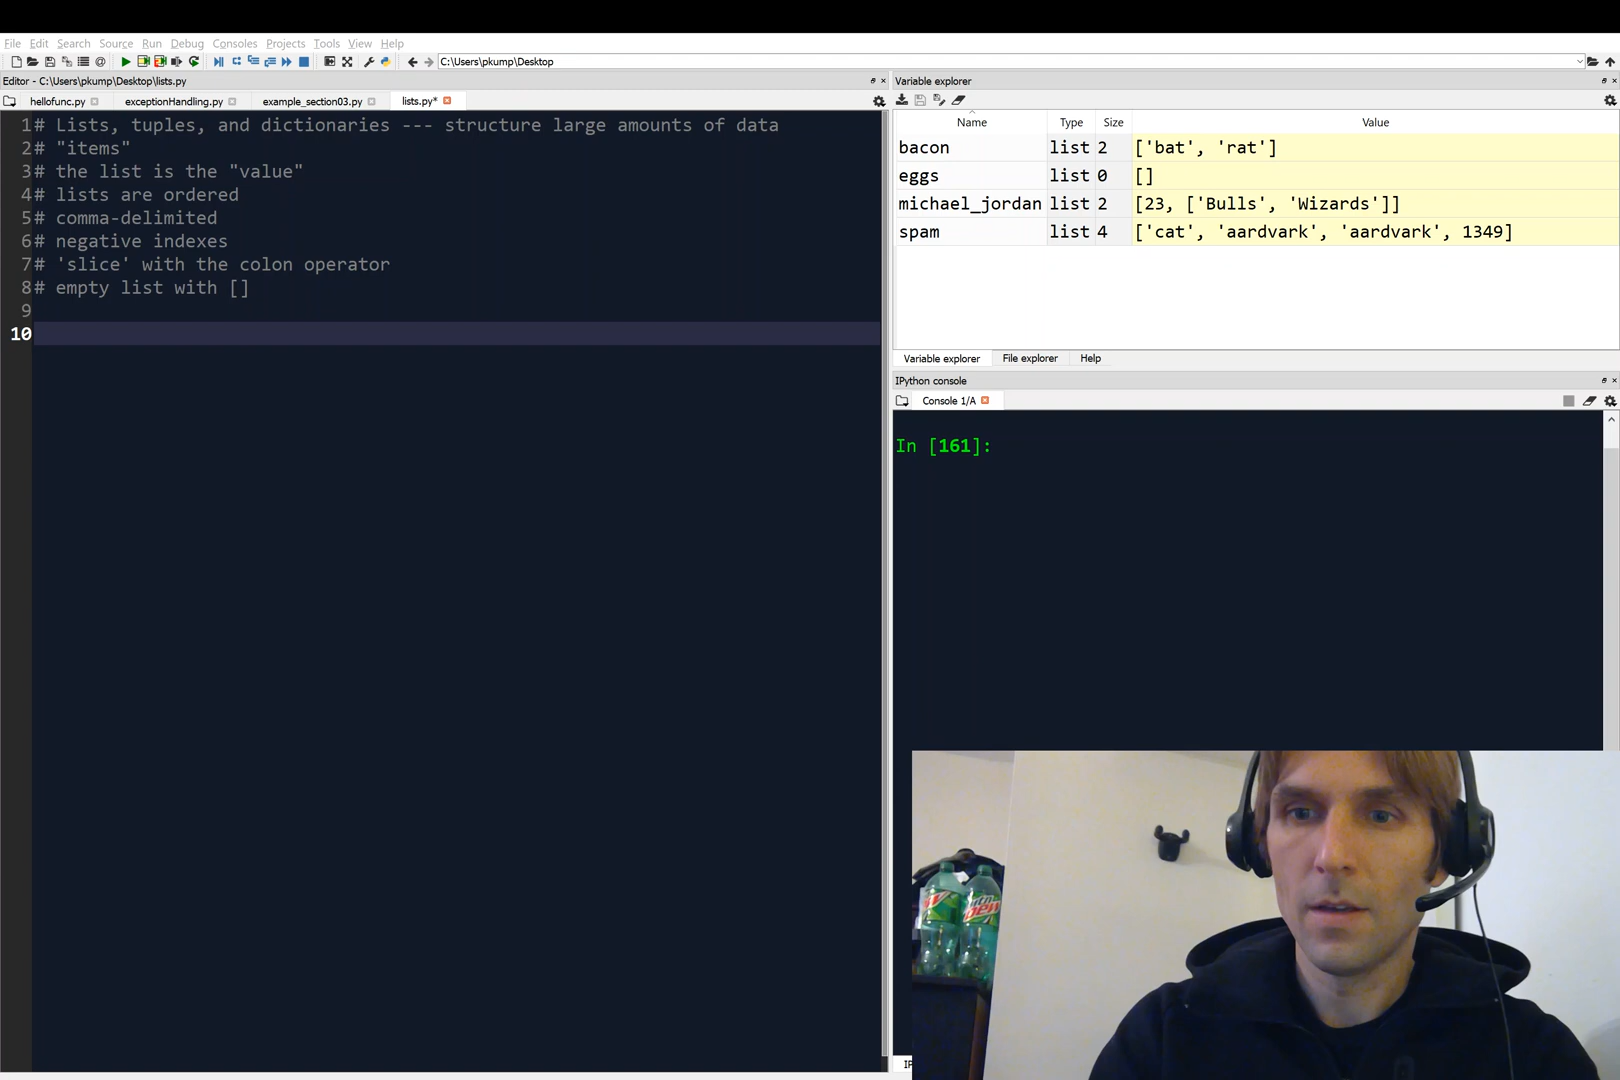 File Edit Search Source Run Debug Consoles Projects Tools View Help
C:\Users\pkump\Desktop
Editor - C:\Users\pkump\Desktop\lists.py
hellofunc.py exceptionHandling.py example_section03.py lists.py*
1 # Lists, tuples, and dictionaries --- structure large amounts of data
2 # "items"
3 # the list is the "value"
4 # lists are ordered
5 # comma-delimited
6 # negative indexes
7 # 'slice' with the colon operator
8 # empty list with []
9
10
Variable explorer
Name Type Size Value
bacon list 2 ['bat', 'rat']
eggs list 0 []
michael_jordan list 2 [23, ['Bulls', 'Wizards']]
spam list 4 ['cat', 'aardvark', 'aardvark', 1349]
Variable explorer File explorer Help
IPython console
Console 1/A
In [161]:
IP